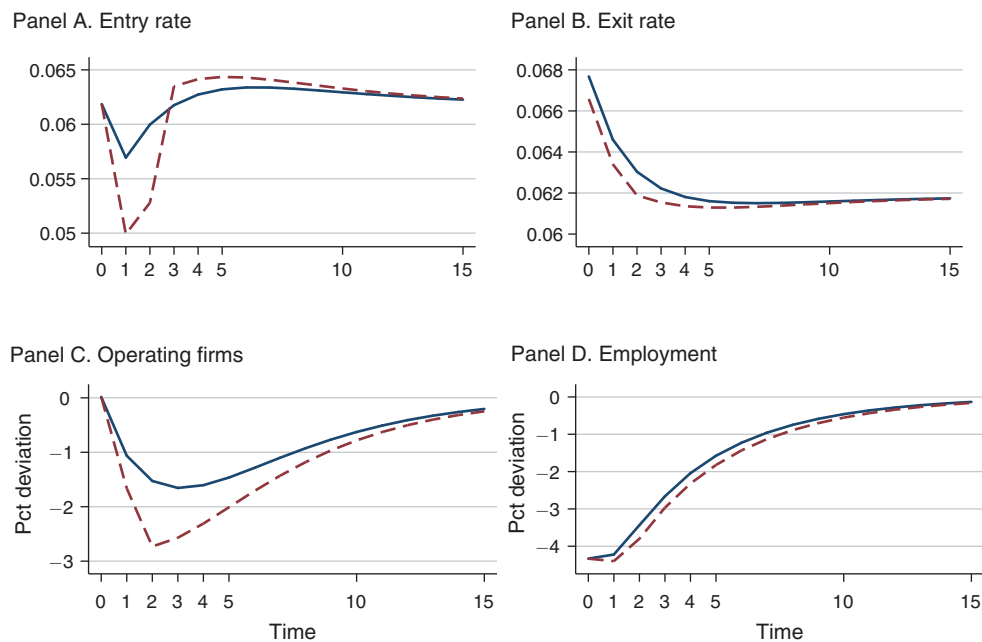 Panel A. Entry rate
0.065
0.06
0.055
0.05
0 1 2 3 4 5 10 15
Panel B. Exit rate
0.068
0.066
0.064
0.062
0.06
0 1 2 3 4 5 10 15
Panel C. Operating firms
Pct deviation
0
−1
−2
−3
0 1 2 3 4 5 10 15
Time
Panel D. Employment
Pct deviation
0
−1
−2
−3
−4
0 1 2 3 4 5 10 15
Time